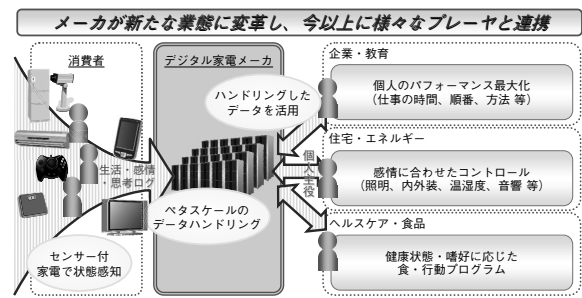 メーカが新たな業態に変革し、今以上に様々なプレーヤと連携
消費者
生活・感情
・思考ログ
センサー付
家電で状態感知
デジタル家電メーカ
ハンドリングした
データを活用
ペタスケールの
データハンドリング
個人主役
企業・教育
個人のパフォーマンス最大化
（仕事の時間、順番、方法 等）
住宅・エネルギー
感情に合わせたコントロール
（照明、内外装、温湿度、音響 等）
ヘルスケア・食品
健康状態・嗜好に応じた
食・行動プログラム